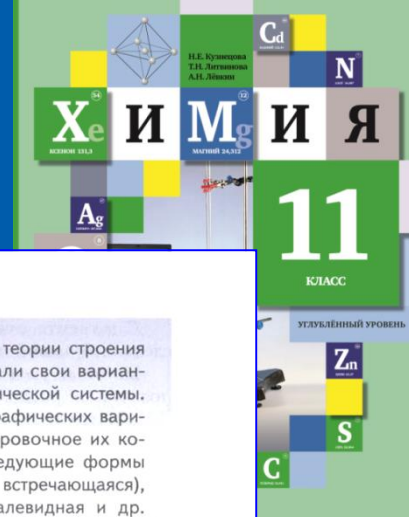 Н.Е. Кузнецова
Т.Н. Литвинова
А.Н. Лёвкин
Cd
N
Xe И Mg И Я
54
12
КСЕНОН 131,3
МАГНИЙ 24,312
Ag
11
КЛАСС
УГЛУБЛЁННЫЙ УРОВЕНЬ
Zn
S
C
теории строения
али свои вариан-
ической системы.
афических вари-
ровочное их ко-
едующие формы
встречающаяся),
алевидная и др.